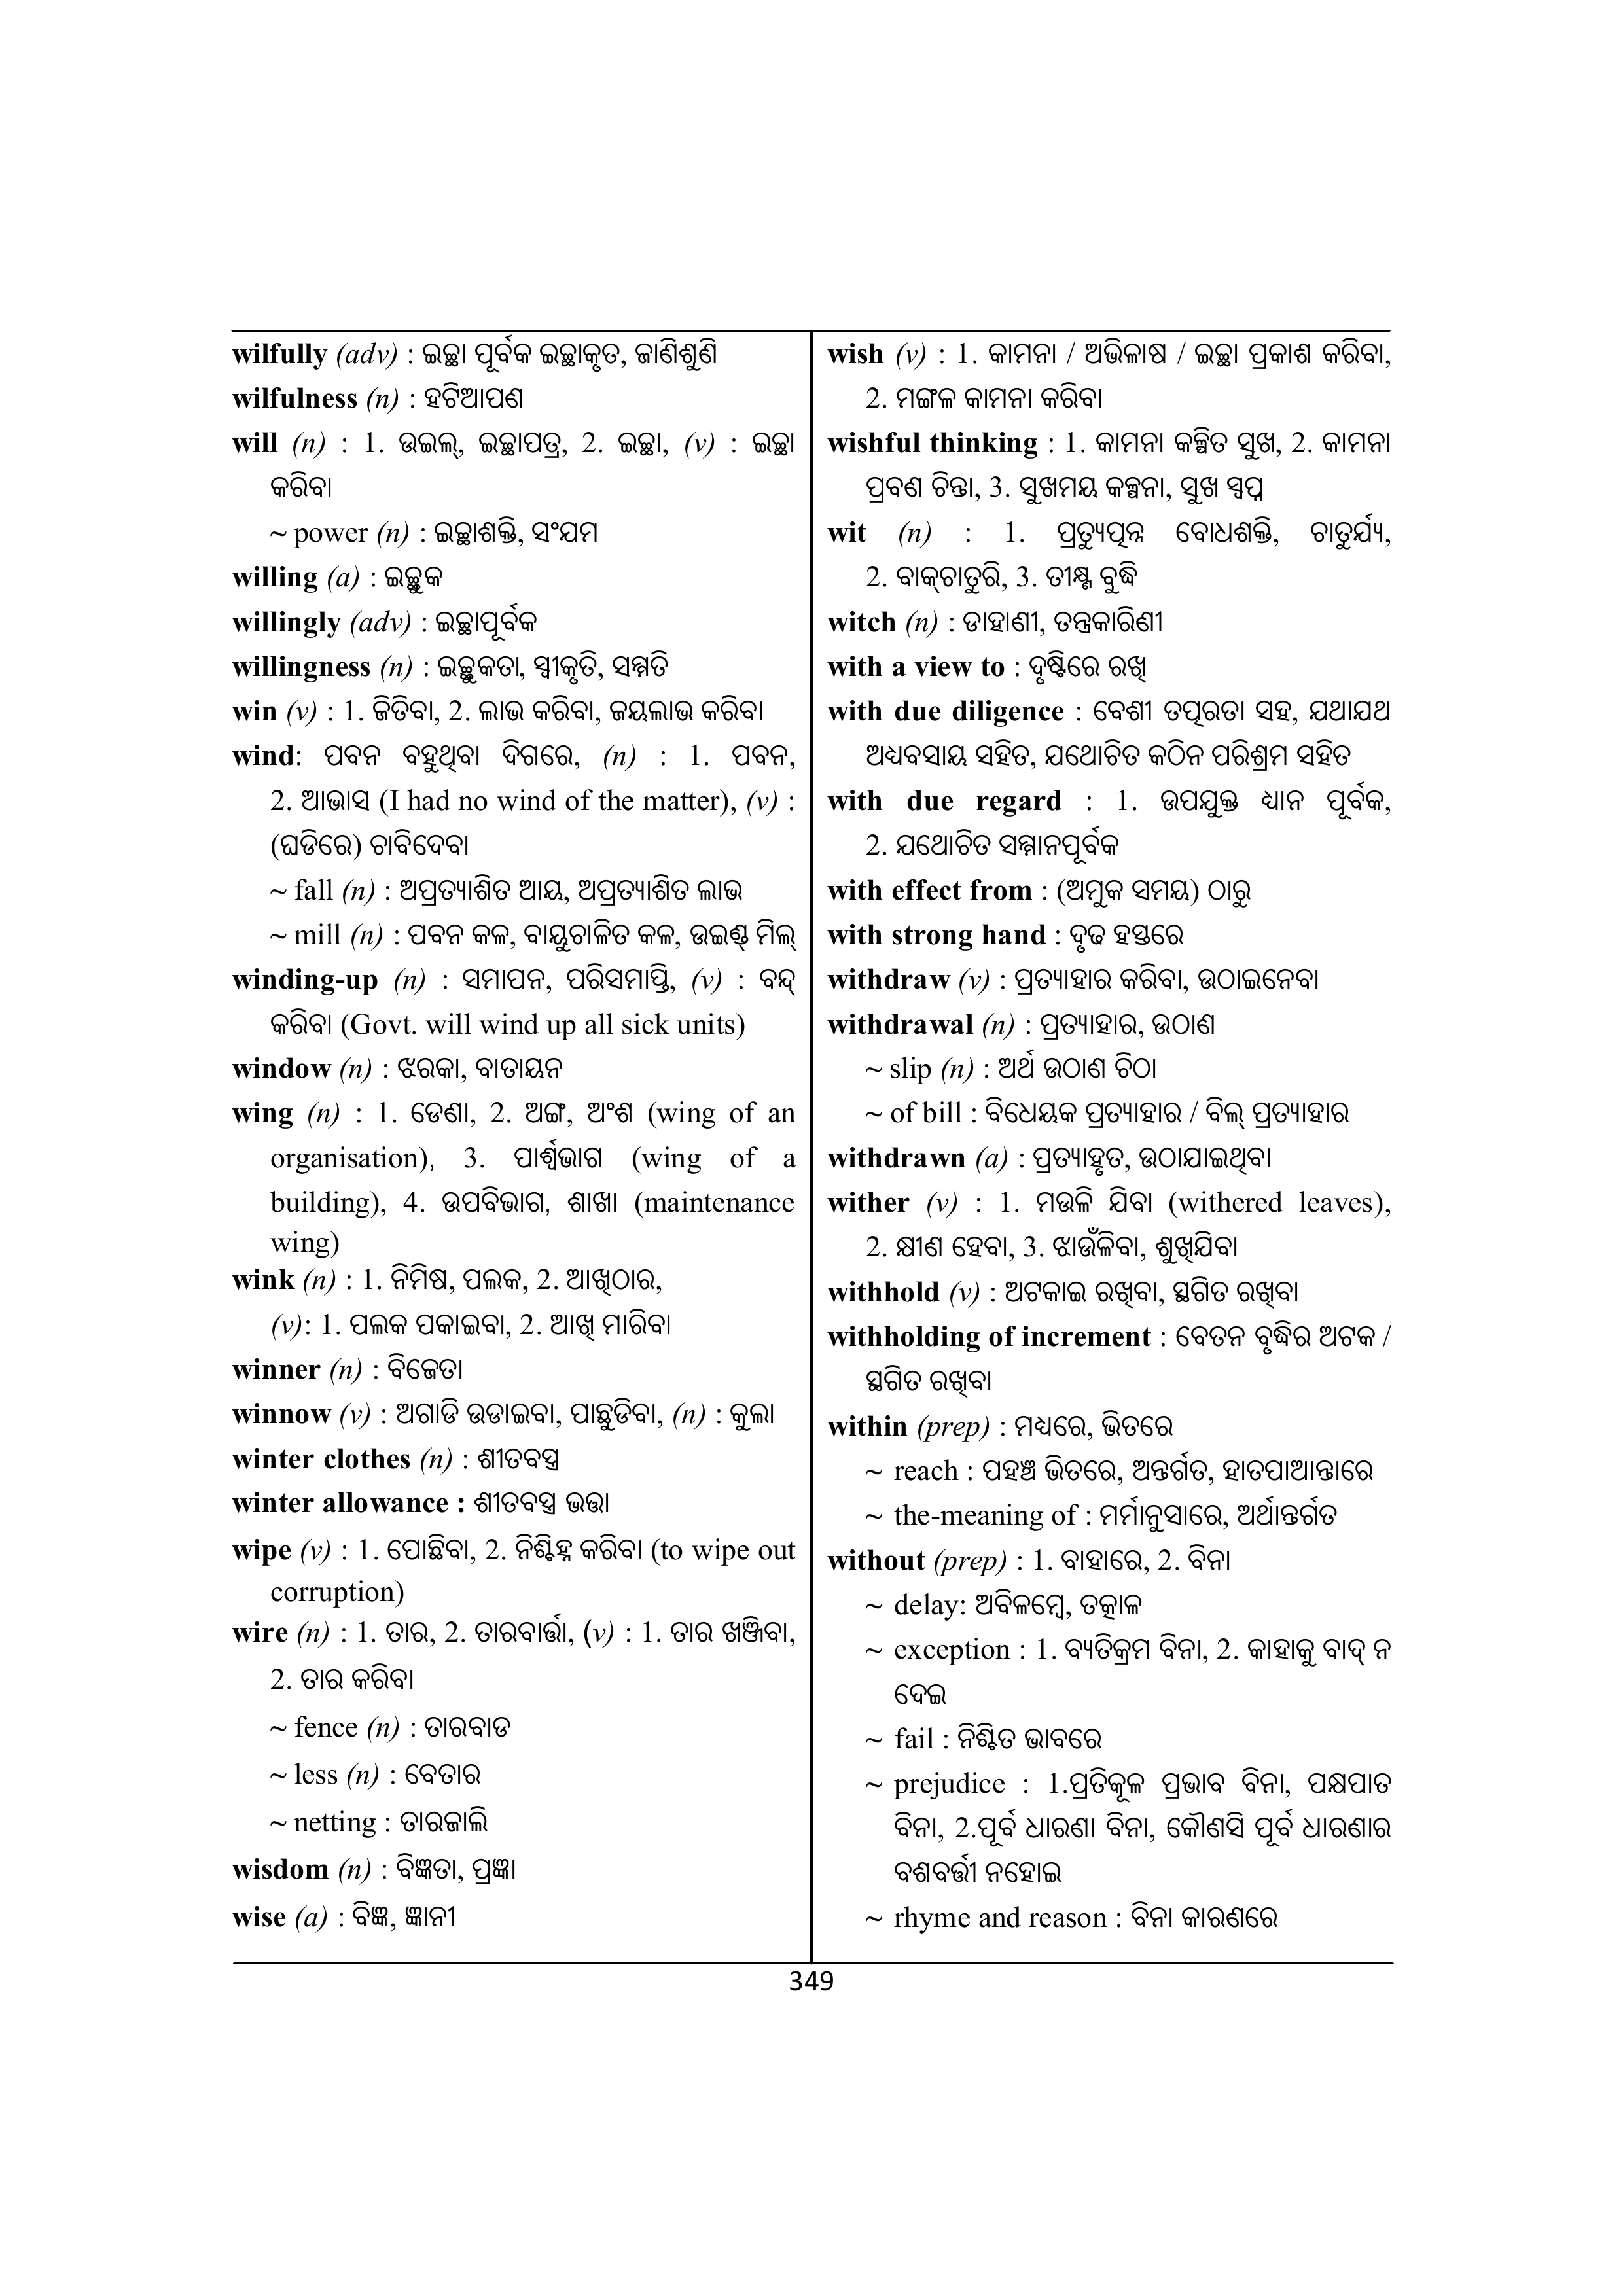 wilfully (adv) : ଇଚ୍ଛା ପୂର୍ବକ ଇଚ୍ଛାକୃତ, ଜାଣିଶୁଣି
wilfulness (n) : ହଟିଆପଣ
will (n) : 1. ଉଇଲ୍, ଇଚ୍ଛାପତ୍ର, 2. ଇଚ୍ଛା, (v) : ଇଚ୍ଛା
କରିବା
~ power (n) : ଇଚ୍ଛାଶକ୍ତି, ସଂଯମ
willing (a) : ଇଚ୍ଛୁକ
willingly (adv) : ଇଚ୍ଛାପୂର୍ବକ
willingness (n) : ଇଚ୍ଛୁକତା, ସ୍ୱୀକୃତି, ସମ୍ମତି
win (v) : 1. ଜିତିବା, 2. ଲାଭ କରିବା, ଜୟଲାଭ କରିବା
wind: ପବନ ବହୁଥିବା ଦିଗରେ, (n) : 1. ପବନ,
2. ଆଭାସ (I had no wind of the matter), (v) :
(ଘଡିରେ) ଚାବିଦେବା
~ fall (n) : ଅପ୍ରତ୍ୟାଶିତ ଆୟ, ଅପ୍ରତ୍ୟାଶିତ ଲାଭ
~ mill (n) : ପବନ କଳ, ବାୟୁଚାଳିତ କଳ, ଉଇଣ୍ଡ୍ ମିଲ୍
winding-up (n) : ସମାପନ, ପରିସମାପ୍ତି, (v) : ବନ୍ଦ୍
କରିବା (Govt. will wind up all sick units)
window (n) : ଝରକା, ବାତାୟନ
wing (n) : 1. ଡେଣା, 2. ଅଙ୍ଗ, ଅଂଶ (wing of an
organisation), 3. ପାର୍ଶ୍ୱଭାଗ (wing of a
building), 4. ଉପବିଭାଗ, ଶାଖା (maintenance
wing)
wink (n) : 1. ନିମିଷ, ପଲକ, 2. ଆଖିଠାର,
(v): 1. ପଲକ ପକାଇବା, 2. ଆଖି ମାରିବା
winner (n) : ବିଜେତା
winnow (v) : ଅଗାଡି ଉଡାଇବା, ପାଛୁଡିବା, (n) : କୁଲା
winter clothes (n) : ଶୀତବସ୍ତ୍ର
winter allowance : ଶୀତବସ୍ତ୍ର ଭତ୍ତା
wipe (v) : 1. ପୋଛିବା, 2. ନିଶ୍ଚିହ୍ନ କରିବା (to wipe out
corruption)
wire (n) : 1. ତାର, 2. ତାରବାର୍ତ୍ତା, (v) : 1. ତାର ଖଞ୍ଜିବା,
2. ତାର କରିବା
~ fence (n) : ତାରବାଡ
~ less (n) : ବେତାର
~ netting : ତାରଜାଲି
wisdom (n) : ବିଜ୍ଞତା, ପ୍ରଜ୍ଞା
wise (a) : ବିଜ୍ଞ, ଜ୍ଞାନୀ
wish (v) : 1. କାମନା / ଅଭିଳାଷ / ଇଚ୍ଛା ପ୍ରକାଶ କରିବା,
2. ମଙ୍ଗଳ କାମନା କରିବା
wishful thinking : 1. କାମନା କଳ୍ପିତ ସୁଖ, 2. କାମନା
ପ୍ରବଣ ଚିନ୍ତା, 3. ସୁଖମୟ କଳ୍ପନା, ସୁଖ ସ୍ୱପ୍ନ
wit (n) : 1. ପ୍ରତ୍ୟୁତ୍ପନ୍ନ ବୋଧଶକ୍ତି, ଚାତୁର୍ଯ୍ୟ,
2. ବାକ୍‌ଚାତୁରି, 3. ତୀକ୍ଷ୍ଣ ବୁଦ୍ଧି
witch (n) : ଡାହାଣୀ, ତନ୍ତ୍ରକାରିଣୀ
with a view to : ଦୃଷ୍ଟିରେ ରଖି
with due diligence : ବେଶୀ ତତ୍ପରତା ସହ, ଯଥାଯଥ
ଅଧ୍ୟବସାୟ ସହିତ, ଯଥୋଚିତ କଠିନ ପରିଶ୍ରମ ସହିତ
with due regard : 1. ଉପଯୁକ୍ତ ଧ୍ୟାନ ପୂର୍ବକ,
2. ଯଥୋଚିତ ସମ୍ମାନପୂର୍ବକ
with effect from : (ଅମୁକ ସମୟ) ଠାରୁ
with strong hand : ଦୃଢ ହସ୍ତରେ
withdraw (v) : ପ୍ରତ୍ୟାହାର କରିବା, ଉଠାଇନେବା
withdrawal (n) : ପ୍ରତ୍ୟାହାର, ଉଠାଣ
~ slip (n) : ଅର୍ଥ ଉଠାଣ ଚିଠା
~ of bill : ବିଧେୟକ ପ୍ରତ୍ୟାହାର / ବିଲ୍ ପ୍ରତ୍ୟାହାର
withdrawn (a) : ପ୍ରତ୍ୟାହୃତ, ଉଠାଯାଇଥିବା
wither (v) : 1. ମଉଳି ଯିବା (withered leaves),
2. କ୍ଷୀଣ ହେବା, 3. ଝାଉଁଳିବା, ଶୁଖିଯିବା
withhold (v) : ଅଟକାଇ ରଖିବା, ସ୍ଥଗିତ ରଖିବା
withholding of increment : ବେତନ ବୃଦ୍ଧିର ଅଟକ /
ସ୍ଥଗିତ ରଖିବା
within (prep) : ମଧ୍ୟରେ, ଭିତରେ
~ reach : ପହଞ୍ଚ ଭିତରେ, ଅନ୍ତର୍ଗତ, ହାତପାଆନ୍ତାରେ
~ the-meaning of : ମର୍ମାନୁସାରେ, ଅର୍ଥାନ୍ତର୍ଗତ
without (prep) : 1. ବାହାରେ, 2. ବିନା
~ delay: ଅବିଳମ୍ବେ, ତତ୍କାଳ
~ exception : 1. ବ୍ୟତିକ୍ରମ ବିନା, 2. କାହାକୁ ବାଦ୍ ନ
ଦେଇ
~ fail : ନିଶ୍ଚିତ ଭାବରେ
~ prejudice : 1.ପ୍ରତିକୂଳ ପ୍ରଭାବ ବିନା, ପକ୍ଷପାତ
ବିନା, 2.ପୂର୍ବ ଧାରଣା ବିନା, କୌଣସି ପୂର୍ବ ଧାରଣାର
ବଶବର୍ତ୍ତୀ ନହୋଇ
~ rhyme and reason : ବିନା କାରଣରେ
349